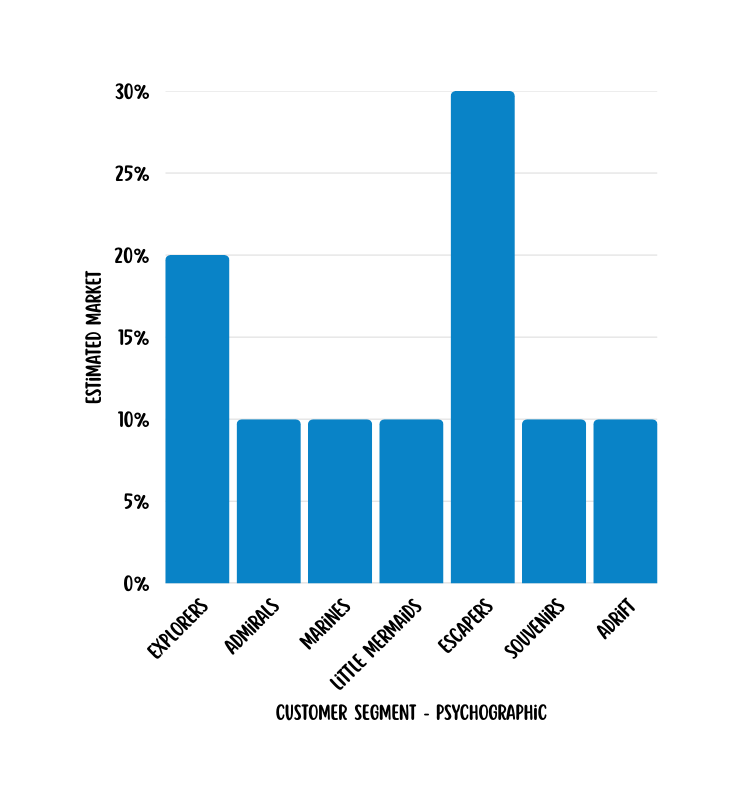 30%
25%
20%
15%
10%
5%
0%
ESTiMATED MARKET
EXPLORERS
ADMiRALS
MARiNES
LiTTLE MERMAiDS
ESCAPERS
SOUVENiRS
ADRiFT
CUSTOMER SEGMENT - PSYCHOGRAPHiC